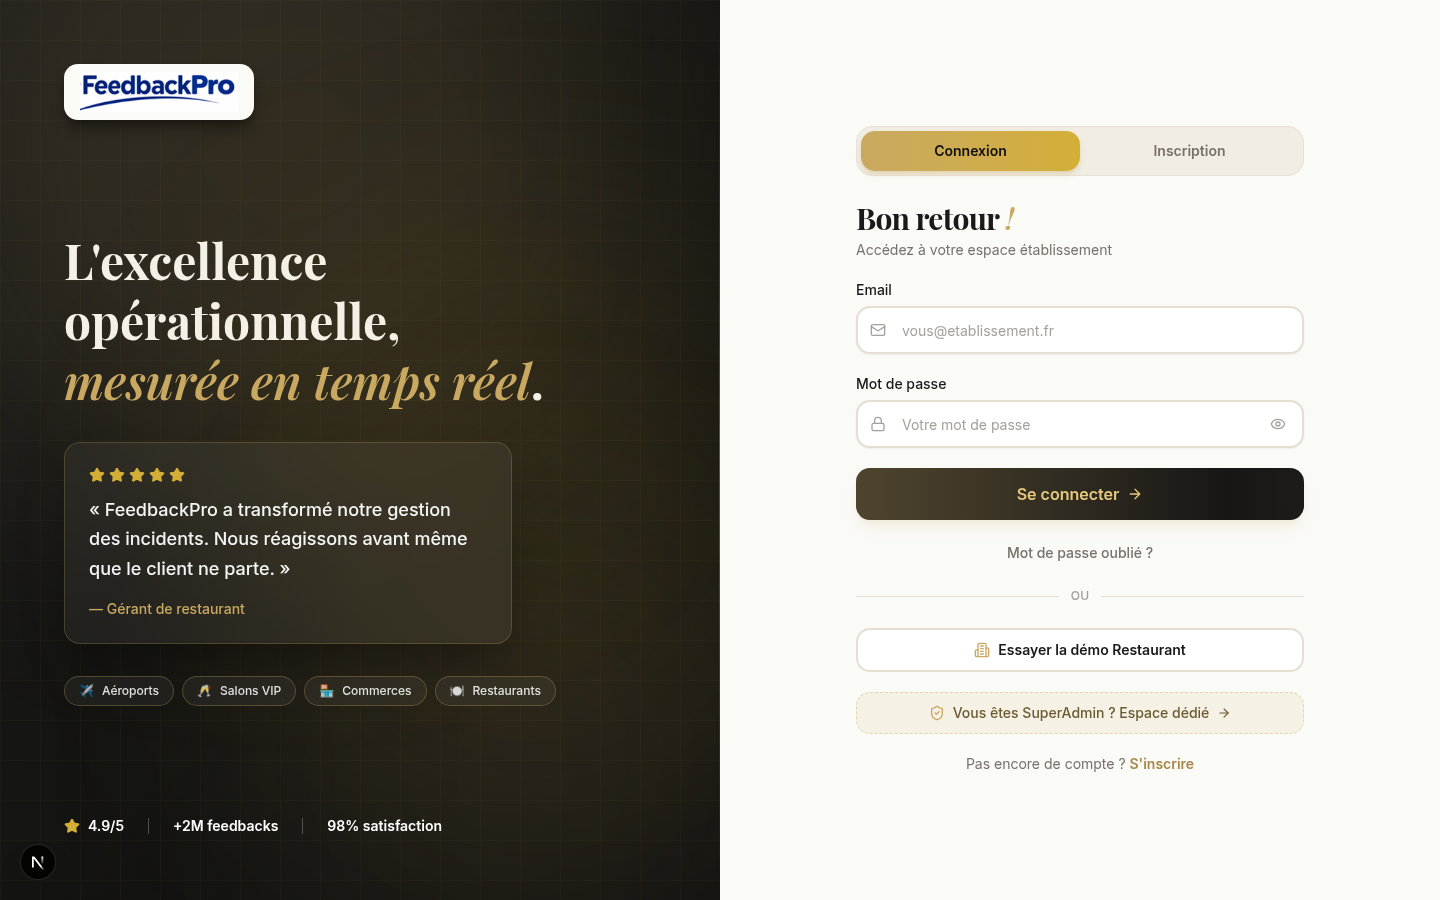 FeedbackPro
L'excellence
opérationnelle,
mesurée en temps réel.
« FeedbackPro a transformé notre gestion
des incidents. Nous réagissons avant même
que le client ne parte. »
— Gérant de restaurant
Aéroports
Salons VIP
Commerces
Restaurants
4.9/5
+2M feedbacks
98% satisfaction
N
Connexion
Inscription
Bon retour !
Accédez à votre espace établissement
Email
vous@etablissement.fr
Mot de passe
Votre mot de passe
Se connecter →
Mot de passe oublié ?
OU
Essayer la démo Restaurant
Vous êtes SuperAdmin ? Espace dédié →
Pas encore de compte ? S'inscrire